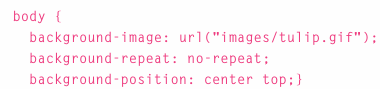 body {
  background-image: url("images/tulip.gif");
  background-repeat: no-repeat;
  background-position: center top;}